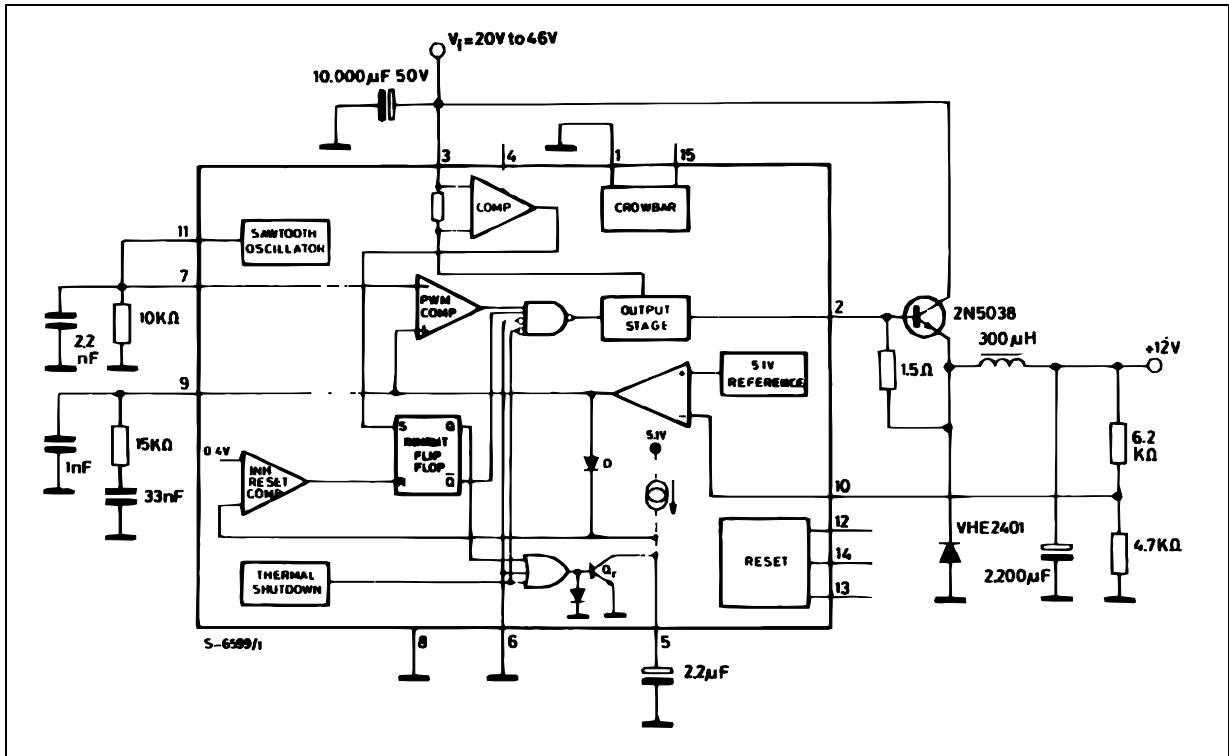 Vi=20V to 46V
10.000µF 50V
3
4
1
15
COMP
CROWBAR
11
SAWTOOTH
OSCILLATOR
7
PWM
COMP
OUTPUT
STAGE
2
2N5038
10KΩ
2.2
nF
300µH
+12V
1.5Ω
9
+
5.1V
REFERENCE
−
1nF
15KΩ
33nF
0.4V
INH
RESET
COMP
S
Q
INHIBIT
FLIP
FLOP
R
Q̅
D
5.1V
6.2
KΩ
10
12
14
13
RESET
VHE2401
2.200µF
4.7KΩ
THERMAL
SHUTDOWN
Qr
S-6599/1
8
6
5
2.2µF